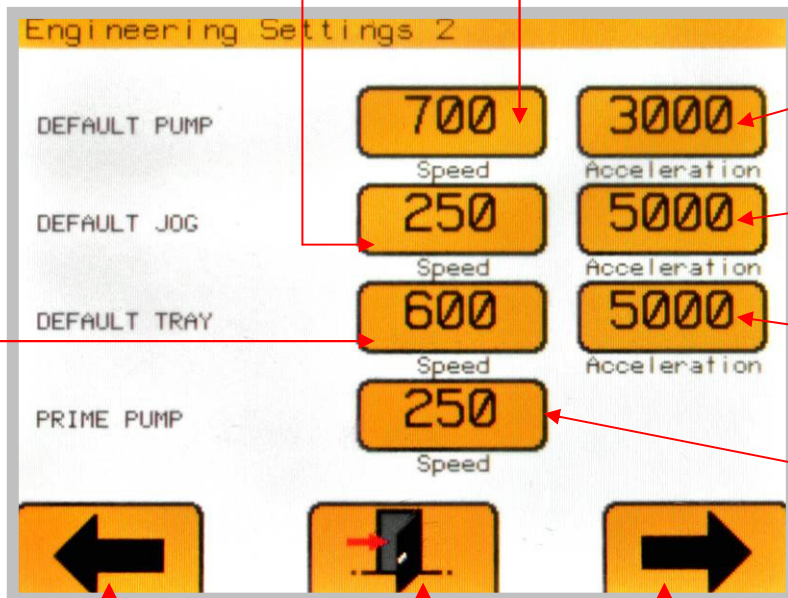 Engineering Settings 2
DEFAULT PUMP 700 3000
Speed Acceleration
DEFAULT JOG 250 5000
Speed Acceleration
DEFAULT TRAY 600 5000
Speed Acceleration
PRIME PUMP 250
Speed